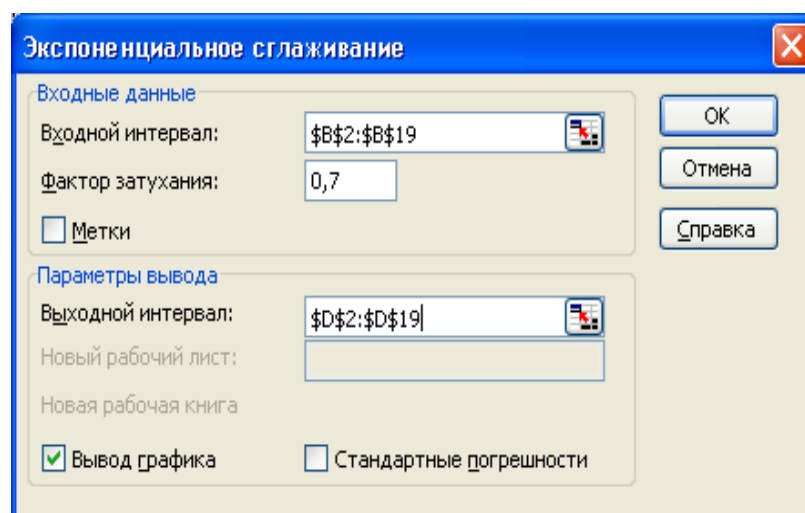 Экспоненциальное сглаживание
Входные данные
Входной интервал: $B$2:$B$19
Фактор затухания: 0,7
Метки
OK
Отмена
Справка
Параметры вывода
Выходной интервал: $D$2:$D$19
Новый рабочий лист:
Новая рабочая книга
Вывод графика Стандартные погрешности